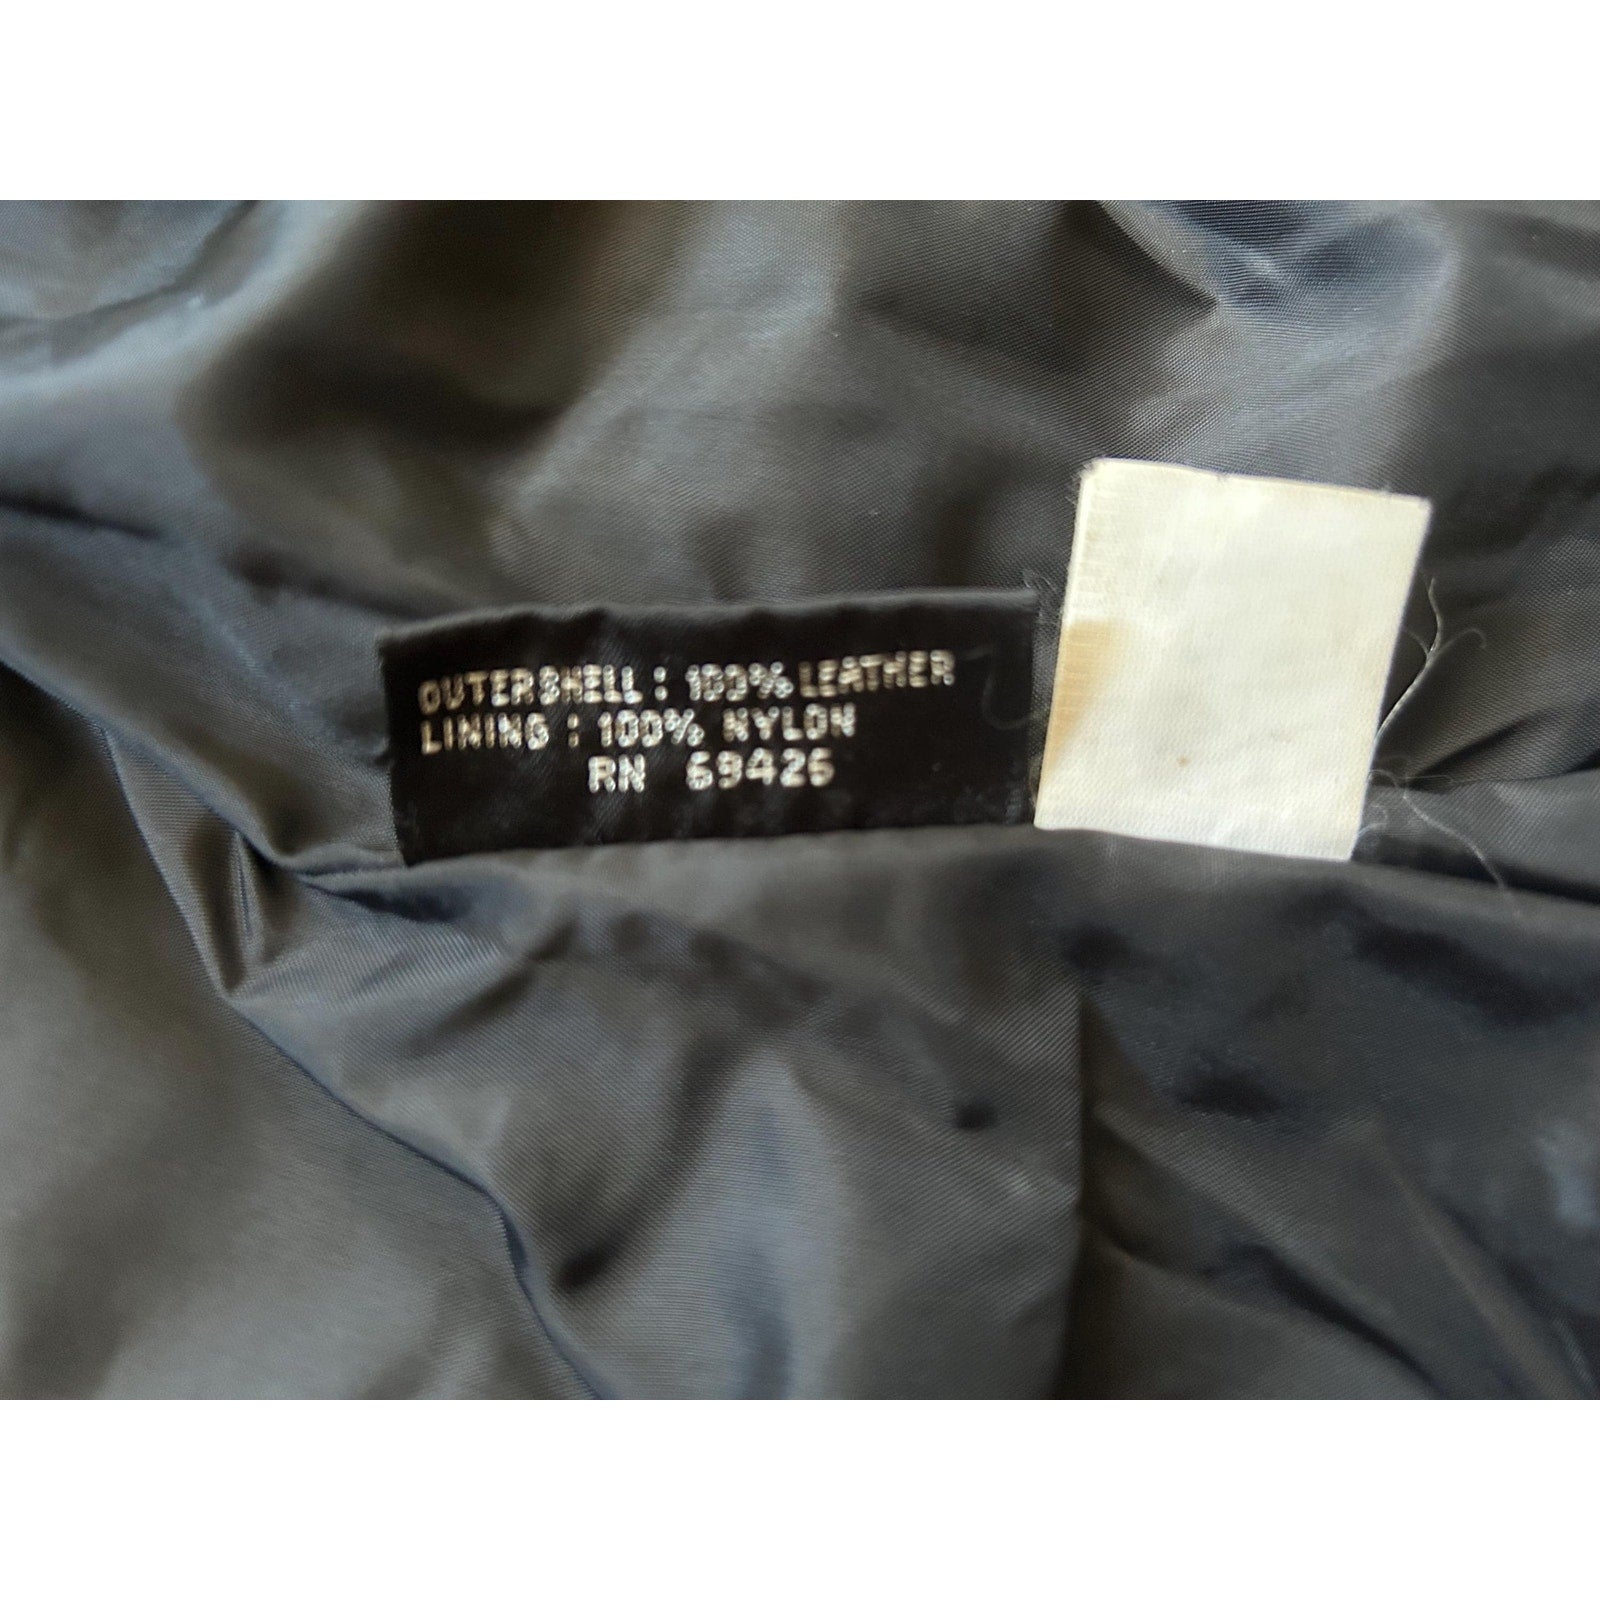 OUTERSHELL : 100% LEATHER
LINING : 100% NYLON
RN 69426